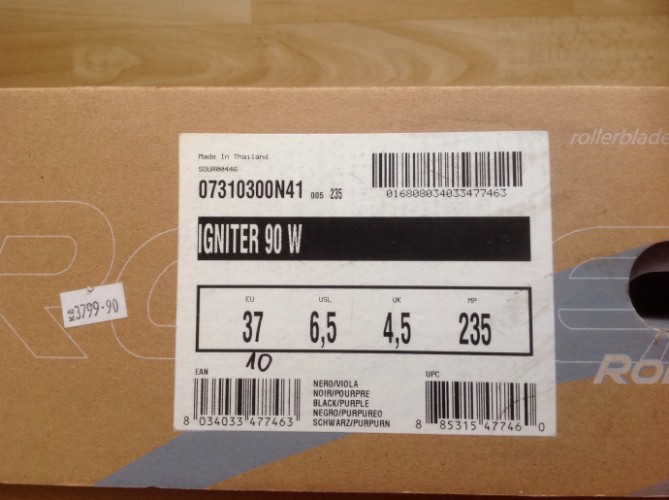 rollerblade
Made In Thailand
SOUR00446
07310300N41 005 235
016808034033477463
IGNITER 90 W
EU USL UK MP
37 6,5 4,5 235
10
3799-90
EAN
UPC
NERO/VIOLA
NOIR/POURPRE
BLACK/PURPLE
NEGRO/PURPUREO
SCHWARZ/PURPURN
8 034033 477463
8 85315 47746 0